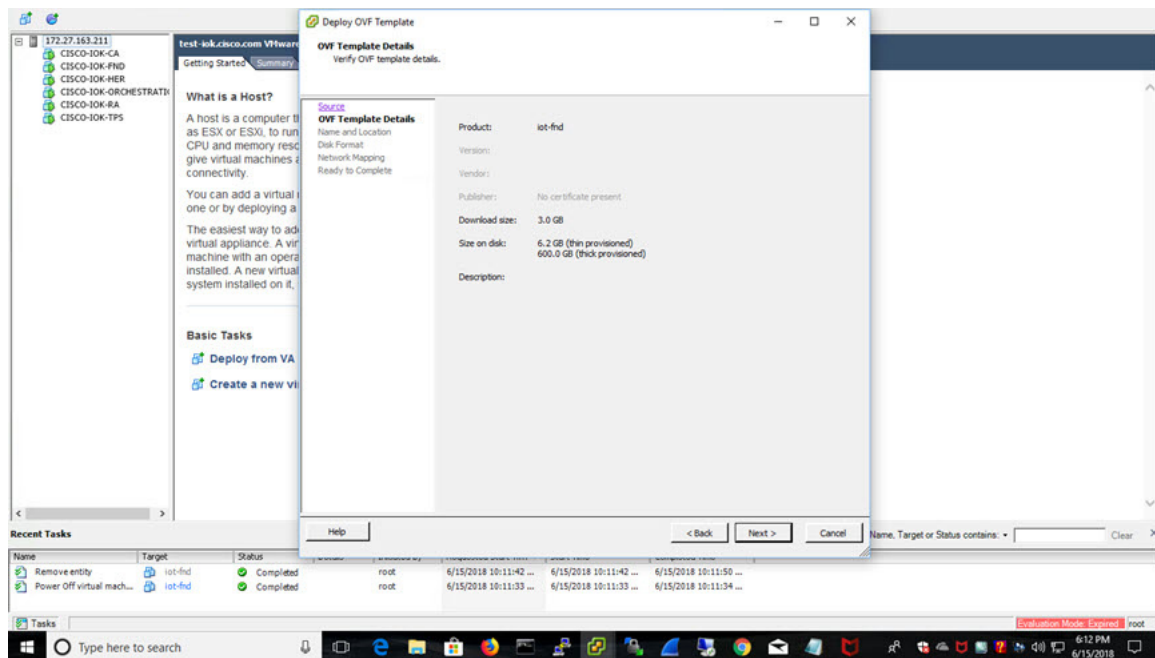 172.27.163.211
CISCO-IOK-CA
CISCO-IOK-FND
CISCO-IOK-HER
CISCO-IOK-ORCHESTRATI
CISCO-IOK-RA
CISCO-IOK-TPS
test-iok.cisco.com VMware
Getting Started
Summary
What is a Host?
A host is a computer t
as ESX or ESXi, to run
CPU and memory resc
give virtual machines a
connectivity.
You can add a virtual
one or by deploying a
The easiest way to ad
virtual appliance. A vir
machine with an opera
installed. A new virtual
system installed on it,
Basic Tasks
Deploy from VA
Create a new vi
Deploy OVF Template
OVF Template Details
Verify OVF template details.
Source
OVF Template Details
Name and Location
Disk Format
Network Mapping
Ready to Complete
Product: iot-fnd
Version:
Vendor:
Publisher: No certificate present
Download size: 3.0 GB
Size on disk: 6.2 GB (thin provisioned)
600.0 GB (thick provisioned)
Description:
Help
< Back
Next >
Cancel
Recent Tasks
Name, Target or Status contains:
Clear
Name Target Status
Remove entity iot-fnd Completed root 6/15/2018 10:11:42 ... 6/15/2018 10:11:42 ... 6/15/2018 10:11:50 ...
Power Off virtual mach... iot-fnd Completed root 6/15/2018 10:11:33 ... 6/15/2018 10:11:33 ... 6/15/2018 10:11:34 ...
Tasks
Evaluation Mode: Expired
root
Type here to search
6:12 PM
6/15/2018